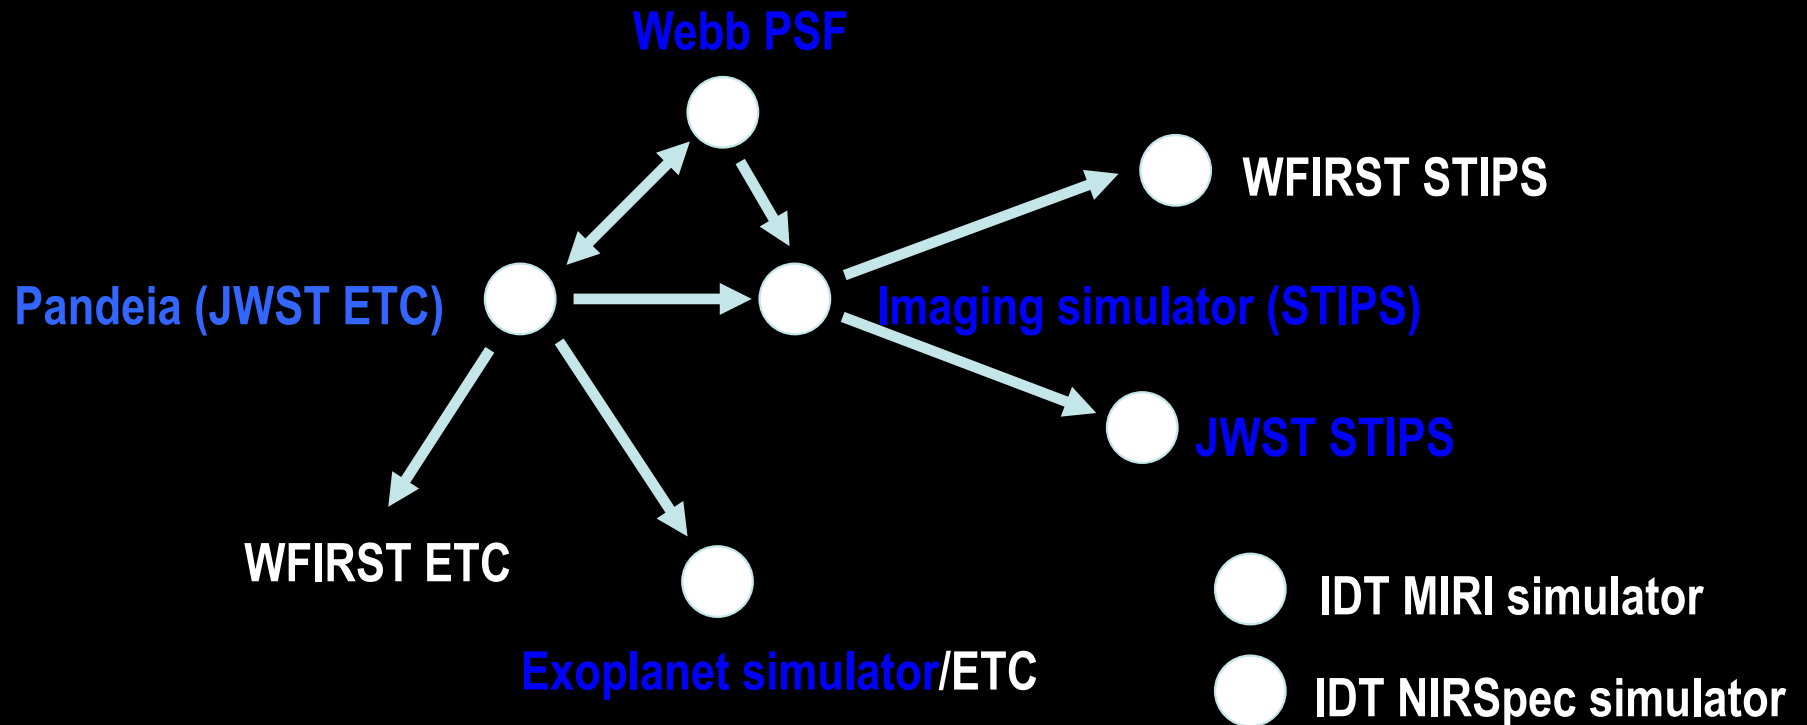 Webb PSF
WFIRST STIPS
Pandeia (JWST ETC)
Imaging simulator (STIPS)
JWST STIPS
WFIRST ETC
IDT MIRI simulator
Exoplanet simulator/ETC
IDT NIRSpec simulator